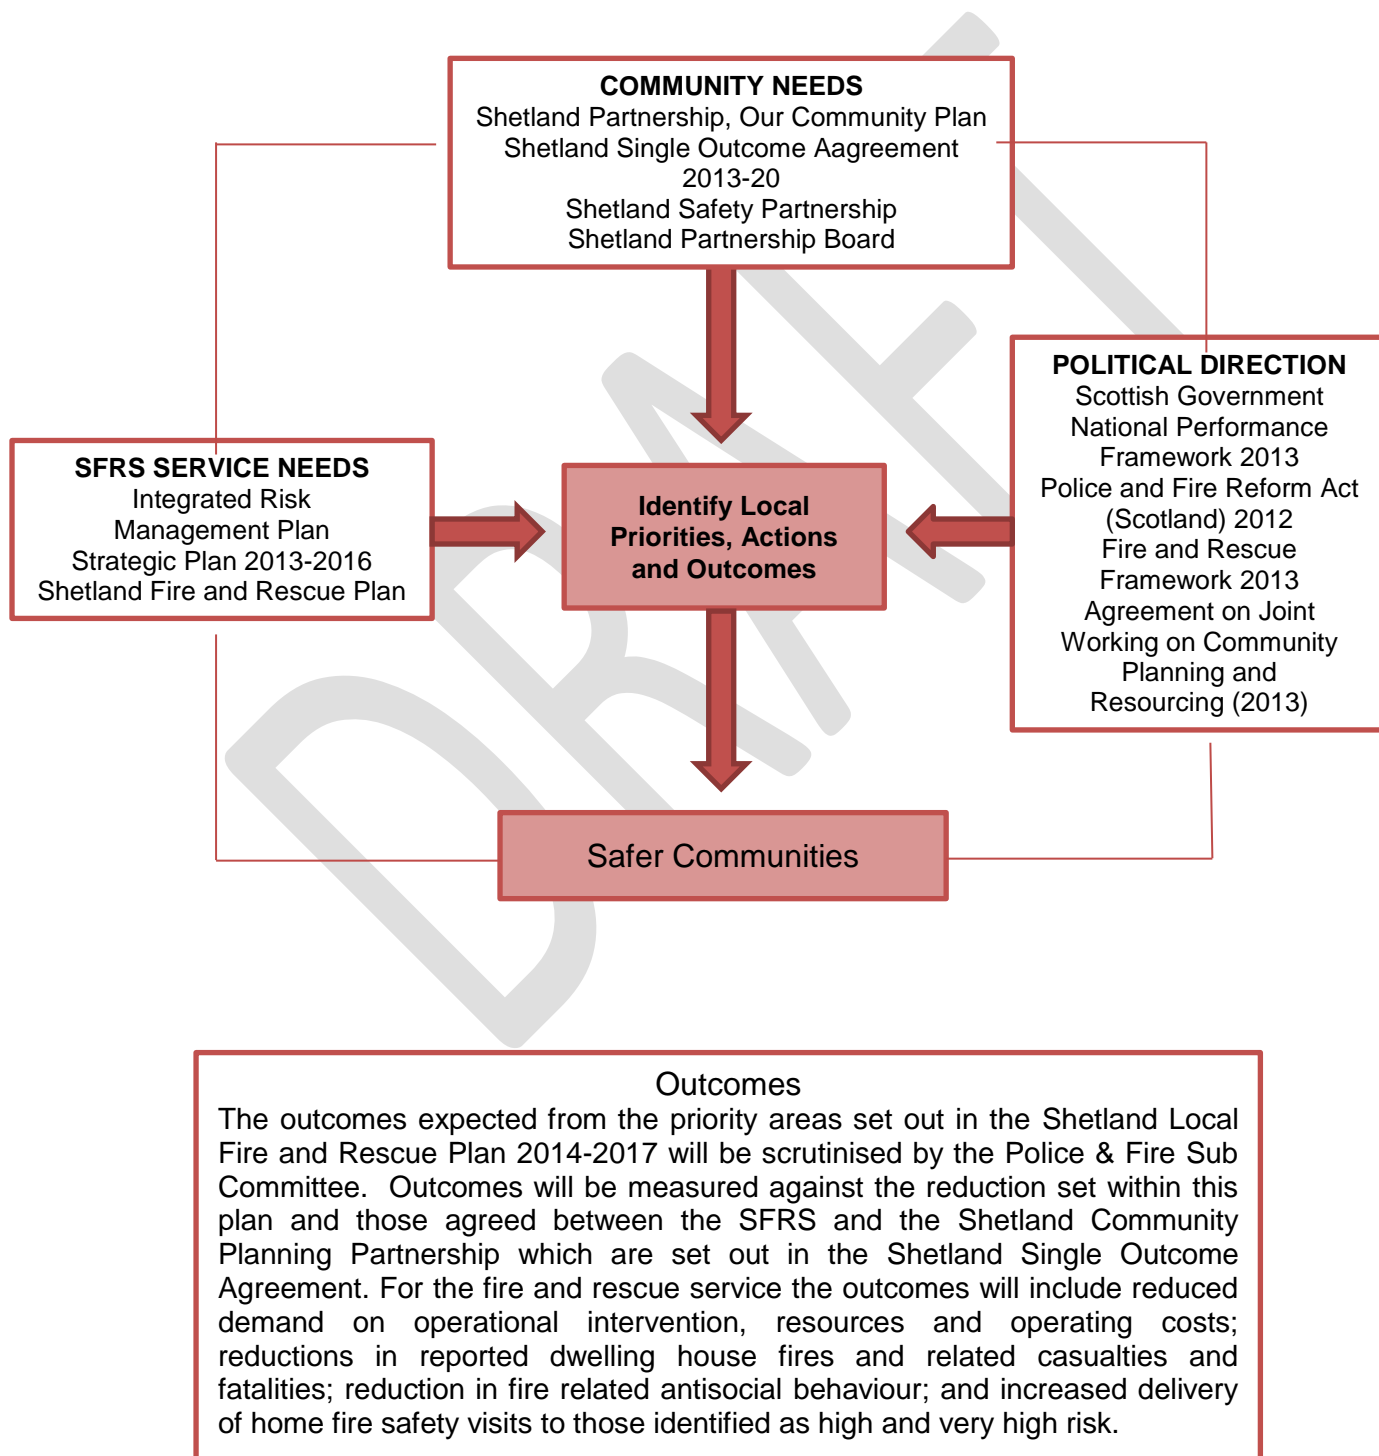 COMMUNITY NEEDS
Shetland Partnership, Our Community Plan
Shetland Single Outcome Aagreement
2013-20
Shetland Safety Partnership
Shetland Partnership Board
POLITICAL DIRECTION
Scottish Government
National Performance
Framework 2013
Police and Fire Reform Act
(Scotland) 2012
Fire and Rescue
Framework 2013
Agreement on Joint
Working on Community
Planning and
Resourcing (2013)
SFRS SERVICE NEEDS
Integrated Risk
Management Plan
Strategic Plan 2013-2016
Shetland Fire and Rescue Plan
Identify Local
Priorities, Actions
and Outcomes
Safer Communities
DRAFT
Outcomes
The outcomes expected from the priority areas set out in the Shetland Local
Fire and Rescue Plan 2014-2017 will be scrutinised by the Police & Fire Sub
Committee.  Outcomes will be measured against the reduction set within this
plan and those agreed between the SFRS and the Shetland Community
Planning Partnership which are set out in the Shetland Single Outcome
Agreement. For the fire and rescue service the outcomes will include reduced
demand on operational intervention, resources and operating costs;
reductions in reported dwelling house fires and related casualties and
fatalities; reduction in fire related antisocial behaviour; and increased delivery
of home fire safety visits to those identified as high and very high risk.